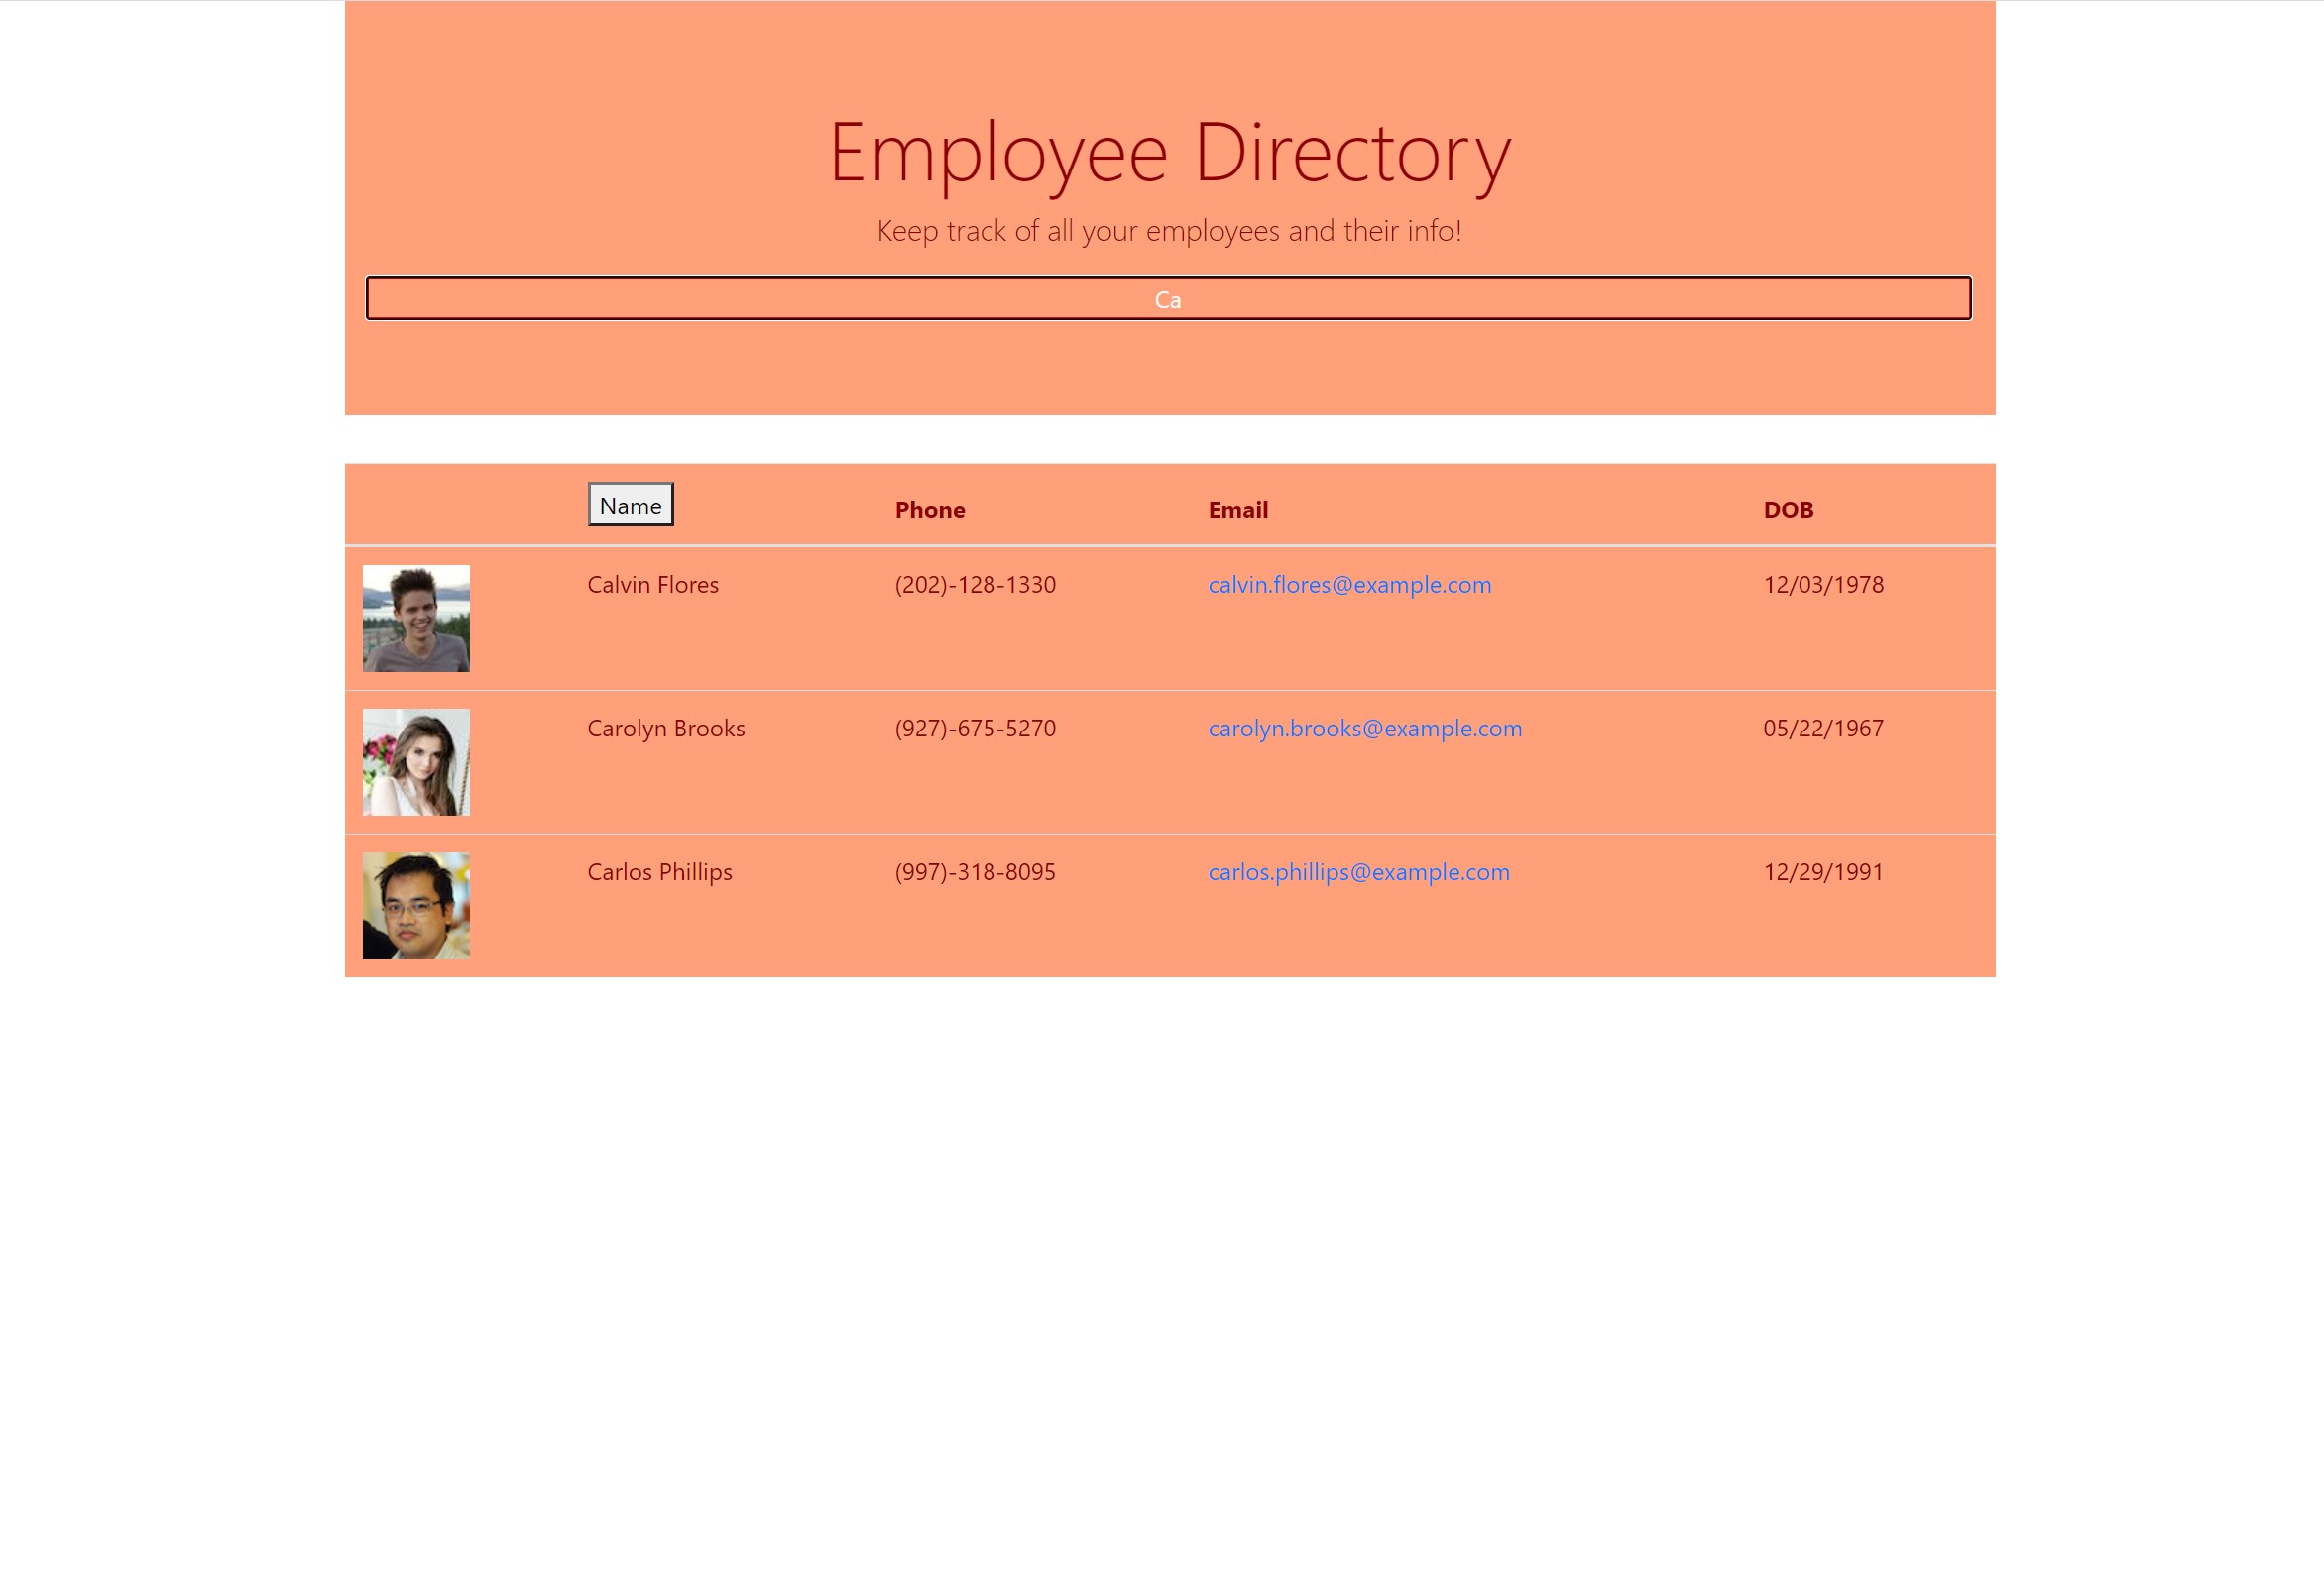 Employee Directory
Keep track of all your employees and their info!
Ca
Name Phone Email DOB
Calvin Flores (202)-128-1330 calvin.flores@example.com 12/03/1978
Carolyn Brooks (927)-675-5270 carolyn.brooks@example.com 05/22/1967
Carlos Phillips (997)-318-8095 carlos.phillips@example.com 12/29/1991